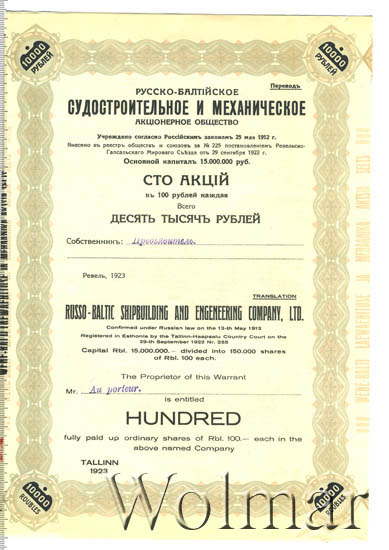 10000
РУБЛЕЙ
10000
РУБЛЕЙ
Переводъ
РУССКО-БАЛТІЙСКОЕ
СУДОСТРОИТЕЛЬНОЕ И МЕХАНИЧЕСКОЕ
АКЦІОНЕРНОЕ ОБЩЕСТВО
Учреждено согласно Россійскимъ законамъ 25 мая 1912 г.
Внесено в реестръ обществъ и союзовъ за № 225 постановленіемъ Ревельско-
Гапсальскаго Мирового Съѣзда отъ 29 сентября 1922 г.
Основной капиталъ 15.000.000 руб.
СТО АКЦІЙ
въ 100 рублей каждая
Всего
ДЕСЯТЬ ТЫСЯЧЪ РУБЛЕЙ
Собственникъ: Предъявитель.
Ревель, 1923
TRANSLATION
RUSSO-BALTIC SHIPBUILDING AND ENGENEERING COMPANY, LTD.
Confirmed under Russian law on the 12-th May 1912
Registered in Esthonia by the Tallinn-Haapsalu Country Court on the
29-th September 1922 Nr. 255
Capital Rbl. 15.000.000.– divided into 150.000 shares
of Rbl. 100 each.
The Proprietor of this Warrant
Mr. Au porteur.
is entitled
HUNDRED
fully paid up ordinary shares of Rbl. 100.— each in the
above named Company
TALLINN
1923
10000
ROUBLES
10000
ROUBLES
Wolmar